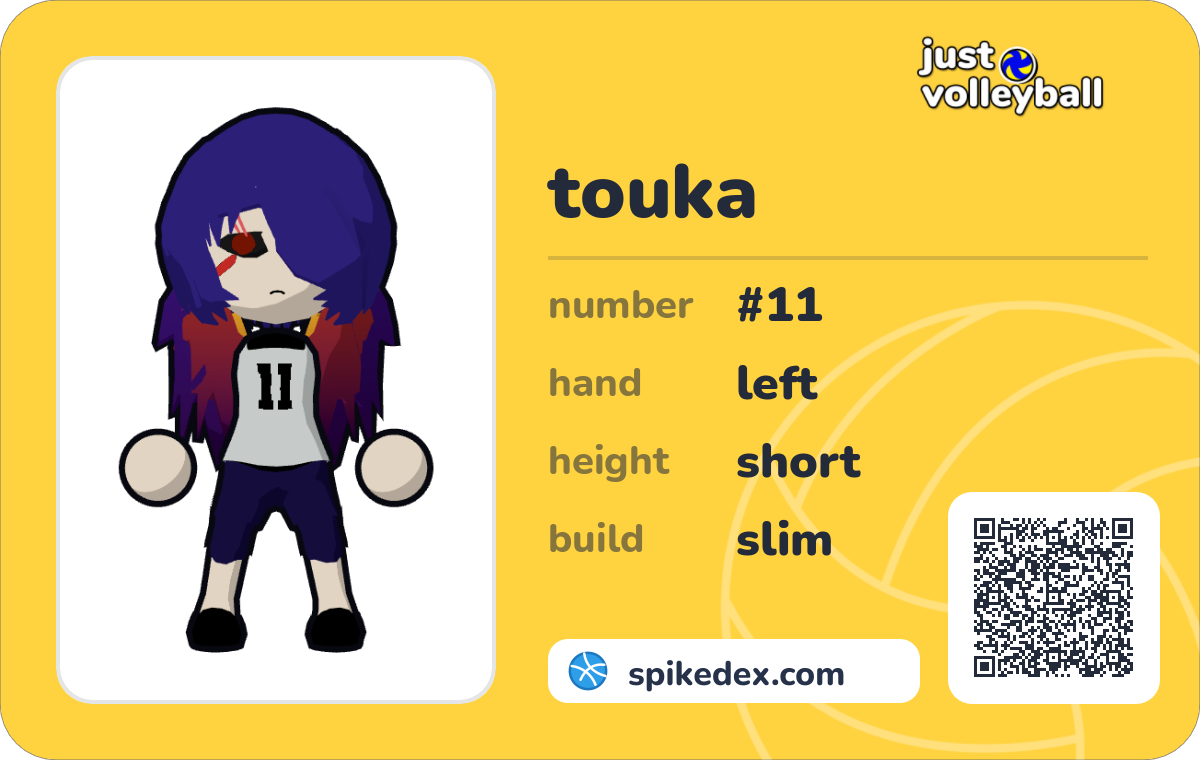 just
volleyball
touka
number #11
hand left
height short
build slim
11
spikedex.com